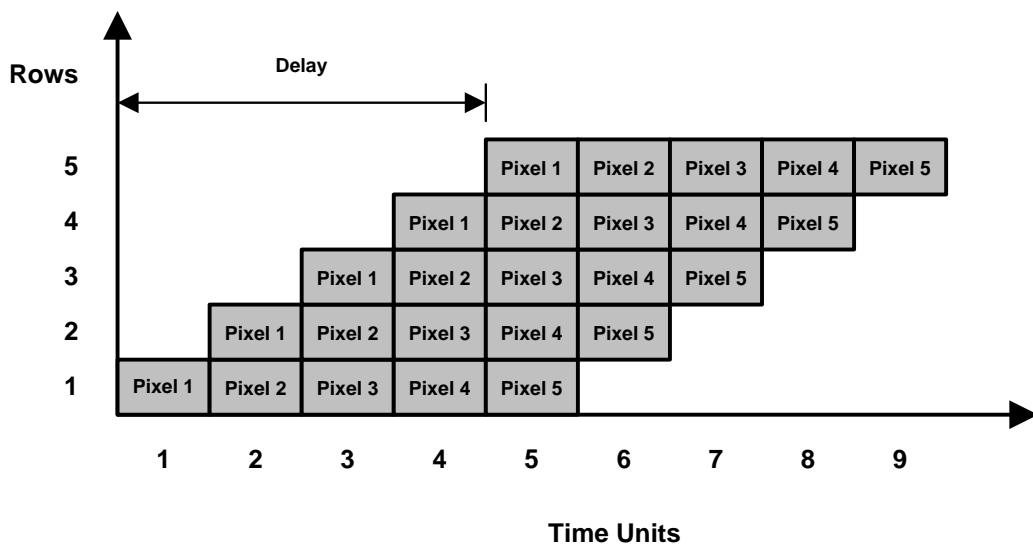 Delay
Rows
5 Pixel 1 Pixel 2 Pixel 3 Pixel 4 Pixel 5
4 Pixel 1 Pixel 2 Pixel 3 Pixel 4 Pixel 5
3 Pixel 1 Pixel 2 Pixel 3 Pixel 4 Pixel 5
2 Pixel 1 Pixel 2 Pixel 3 Pixel 4 Pixel 5
1 Pixel 1 Pixel 2 Pixel 3 Pixel 4 Pixel 5
1 2 3 4 5 6 7 8 9
Time Units